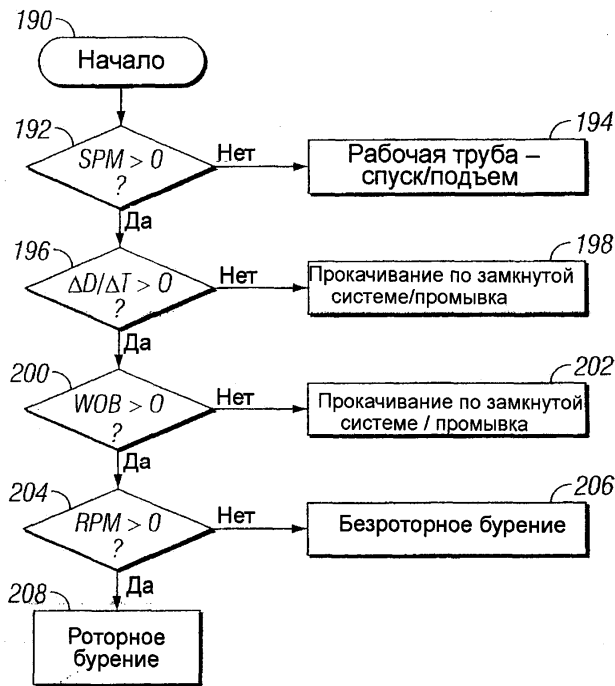 190
Начало
192
SPM > 0
?
Нет
194
Рабочая труба –
спуск/подъем
Да
196
ΔD/ΔT > 0
?
Нет
198
Прокачивание по замкнутой
системе/промывка
Да
200
WOB > 0
?
Нет
202
Прокачивание по замкнутой
системе / промывка
Да
204
RPM > 0
?
Нет
206
Безроторное бурение
Да
208
Роторное
бурение